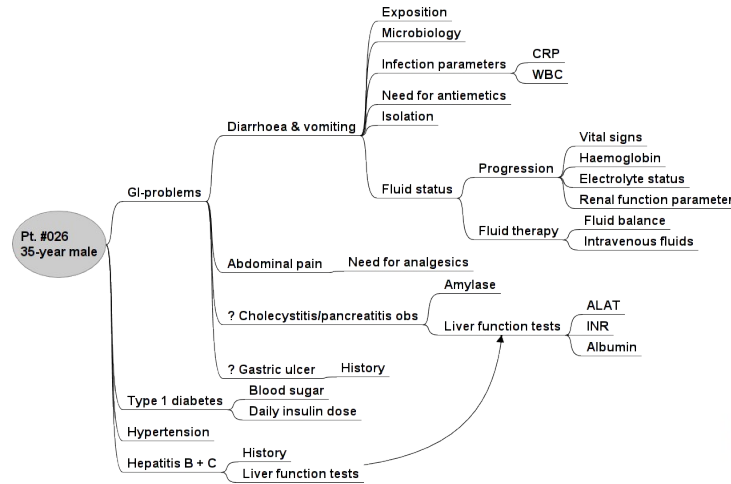 Exposition
Microbiology
Infection parameters
CRP
WBC
Need for antiemetics
Isolation
Diarrhoea & vomiting
Fluid status
Progression
Vital signs
Haemoglobin
Electrolyte status
Renal function parameter
Fluid therapy
Fluid balance
Intravenous fluids
GI-problems
Pt. #026
35-year male
Abdominal pain
Need for analgesics
? Cholecystitis/pancreatitis obs
Amylase
Liver function tests
ALAT
INR
Albumin
? Gastric ulcer
History
Type 1 diabetes
Blood sugar
Daily insulin dose
Hypertension
Hepatitis B + C
History
Liver function tests